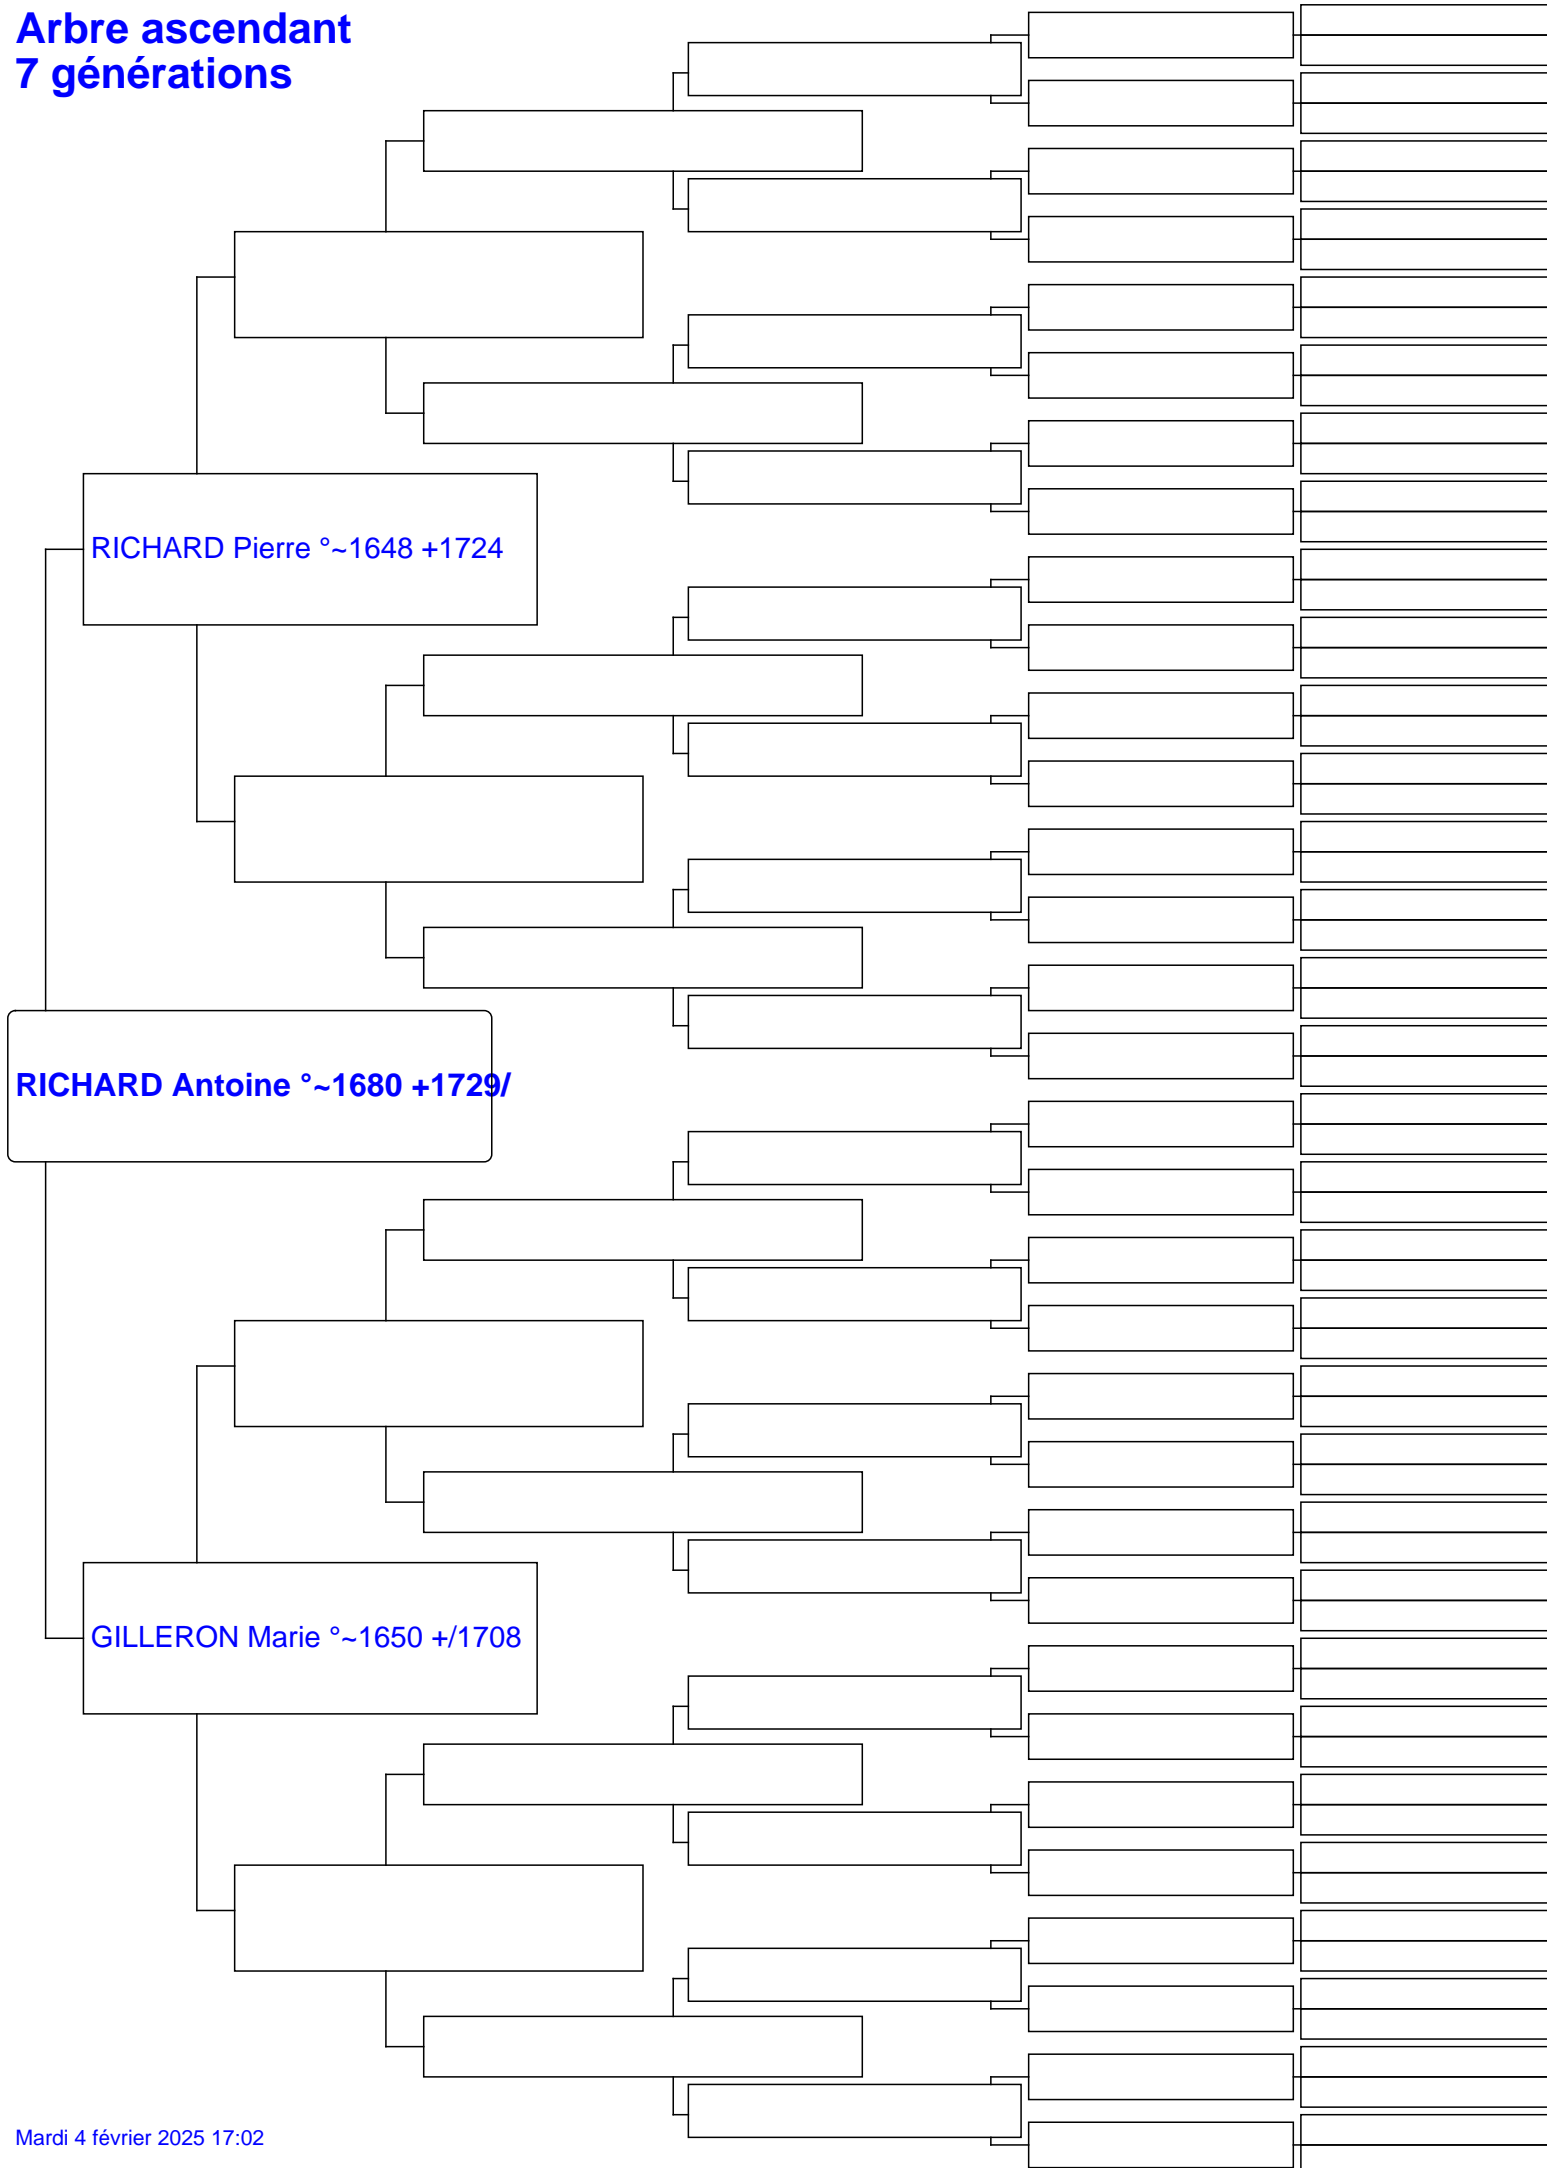 Arbre ascendant
7 générations
RICHARD Pierre °~1648 +1724
RICHARD Antoine °~1680 +1729/
GILLERON Marie °~1650 +/1708
Mardi 4 février 2025 17:02